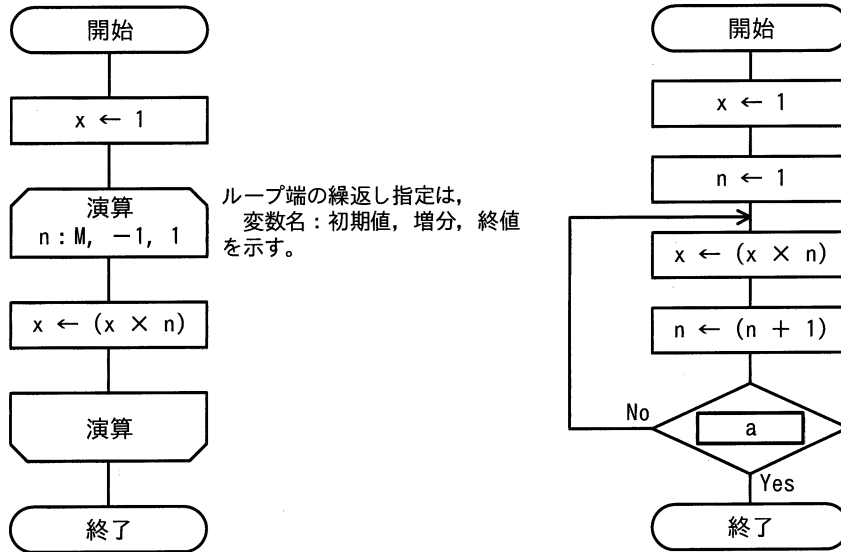 開始
x ← 1
演算
n：M, －1, 1
x ← (x × n)
演算
終了
ループ端の繰返し指定は，
変数名：初期値，増分，終値
を示す。
開始
x ← 1
n ← 1
x ← (x × n)
n ← (n + 1)
No
a
Yes
終了